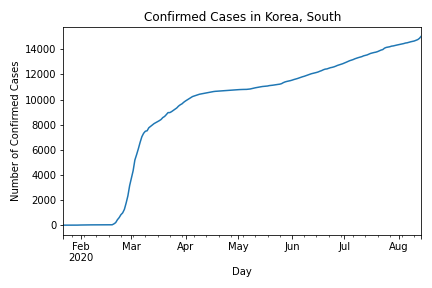 Confirmed Cases in Korea, South
Number of Confirmed Cases
14000
12000
10000
8000
6000
4000
2000
0
Feb Mar Apr May Jun Jul Aug
2020
Day